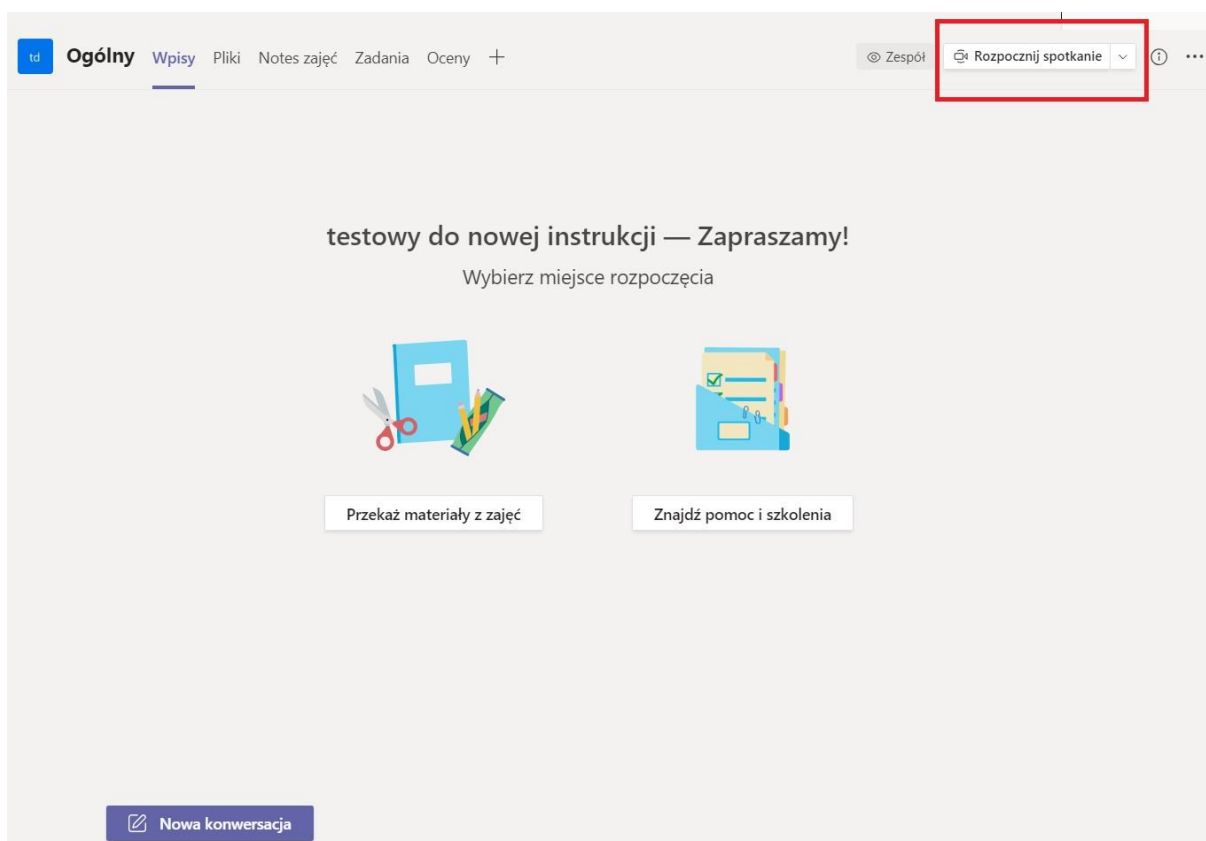 td Ogólny Wpisy Pliki Notes zajęć Zadania Oceny Zespół Rozpocznij spotkanie
testowy do nowej instrukcji — Zapraszamy!
Wybierz miejsce rozpoczęcia
Przekaż materiały z zajęć Znajdź pomoc i szkolenia
Nowa konwersacja